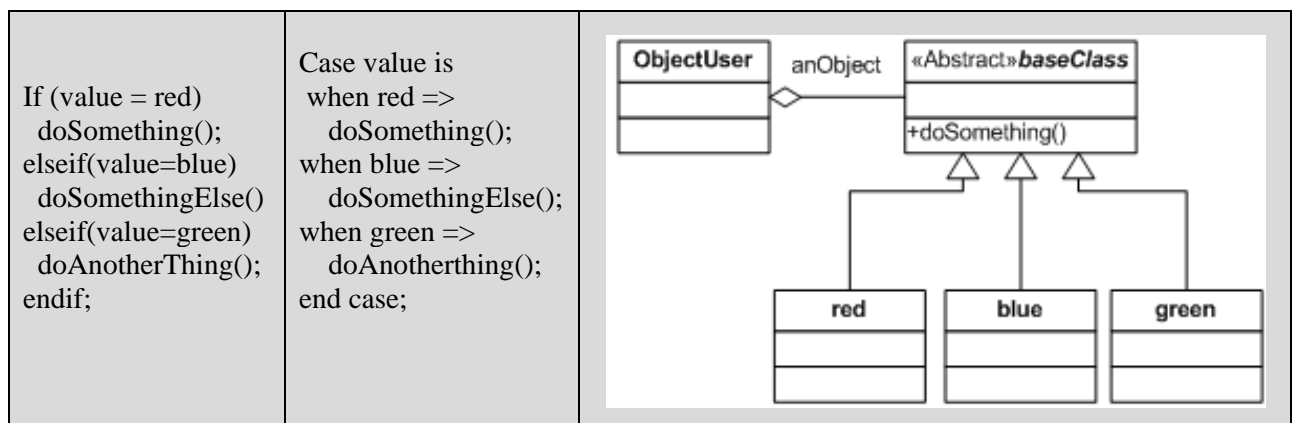 If (value = red)
doSomething();
elseif(value=blue)
doSomethingElse()
elseif(value=green)
doAnotherThing();
endif;
Case value is
when red =>
doSomething();
when blue =>
doSomethingElse();
when green =>
doAnotherthing();
end case;
ObjectUser
anObject
«Abstract»baseClass
+doSomething()
red
blue
green